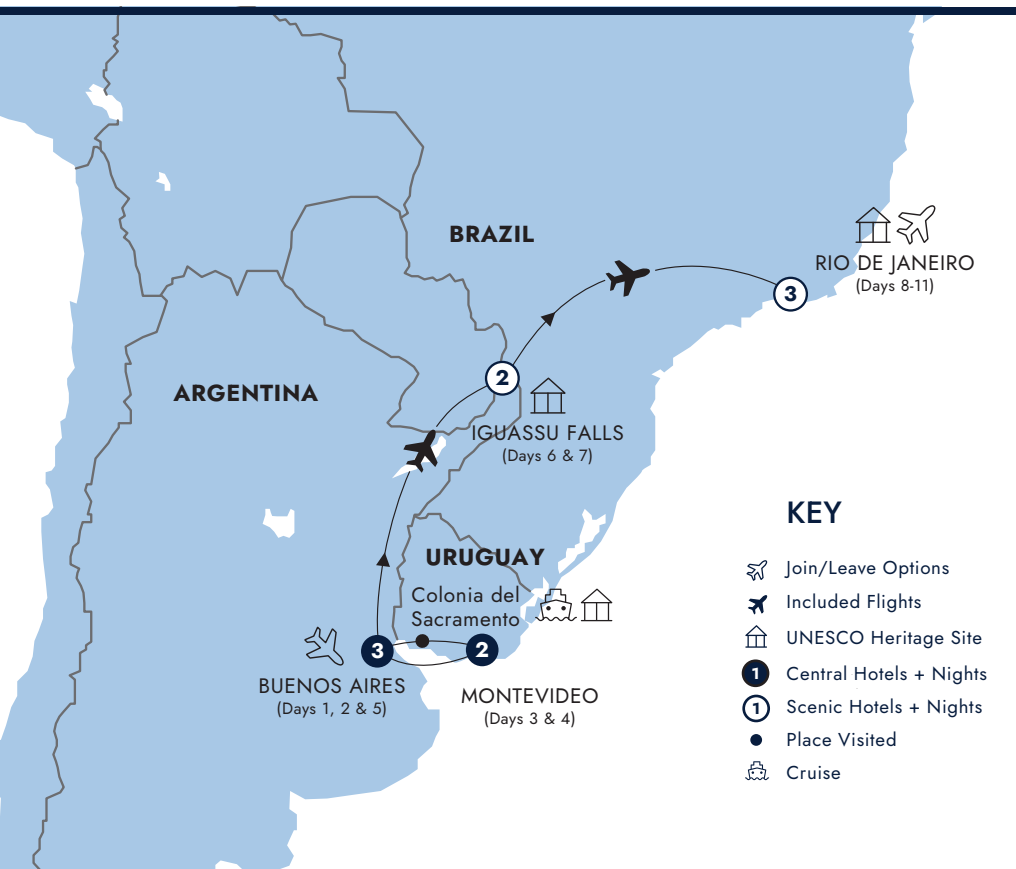 BRAZIL
RIO DE JANEIRO
(Days 8-11)
3
2
ARGENTINA
IGUASSU FALLS
(Days 6 & 7)
URUGUAY
Colonia del
Sacramento
3
2
BUENOS AIRES
(Days 1, 2 & 5)
MONTEVIDEO
(Days 3 & 4)
KEY
Join/Leave Options
Included Flights
UNESCO Heritage Site
1 Central Hotels + Nights
1 Scenic Hotels + Nights
Place Visited
Cruise